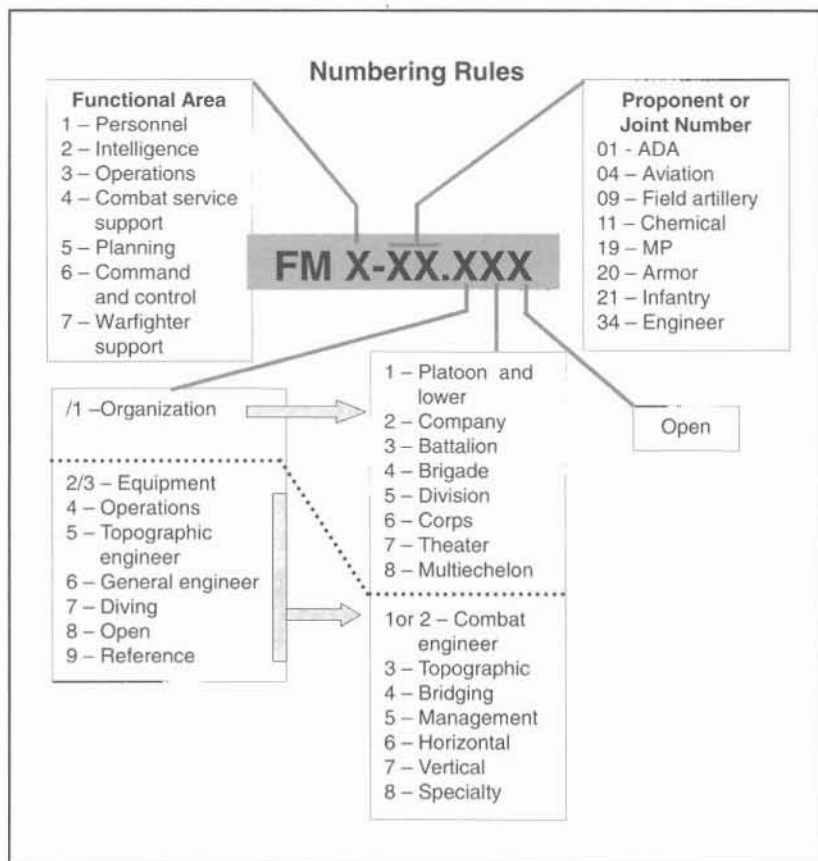 Numbering Rules
Functional Area
1 – Personnel
2 – Intelligence
3 – Operations
4 – Combat service
support
5 – Planning
6 – Command
and control
7 – Warfighter
support
Proponent or
Joint Number
01 - ADA
04 – Aviation
09 – Field artillery
11 – Chemical
19 – MP
20 – Armor
21 – Infantry
34 – Engineer
FM X-XX.XXX
/1 –Organization
2/3 – Equipment
4 – Operations
5 – Topographic
engineer
6 – General engineer
7 – Diving
8 – Open
9 – Reference
1 – Platoon and
lower
2 – Company
3 – Battalion
4 – Brigade
5 – Division
6 – Corps
7 – Theater
8 – Multiechelon
1or 2 – Combat
engineer
3 – Topographic
4 – Bridging
5 – Management
6 – Horizontal
7 – Vertical
8 – Specialty
Open